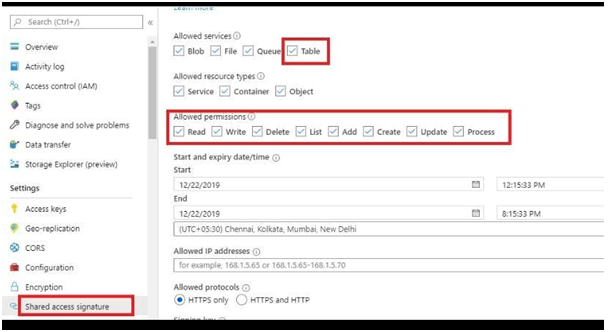 Learn more
Search (Ctrl+/)
«
Overview
Activity log
Access control (IAM)
Tags
Diagnose and solve problems
Data transfer
Storage Explorer (preview)
Settings
Access keys
Geo-replication
CORS
Configuration
Encryption
Shared access signature
Allowed services
Blob File Queue Table
Allowed resource types
Service Container Object
Allowed permissions
Read Write Delete List Add Create Update Process
Start and expiry date/time
Start
12/22/2019 12:15:33 PM
End
12/22/2019 8:15:33 PM
(UTC+05:30) Chennai, Kolkata, Mumbai, New Delhi
Allowed IP addresses
for example, 168.1.5.65 or 168.1.5.65-168.1.5.70
Allowed protocols
HTTPS only HTTPS and HTTP